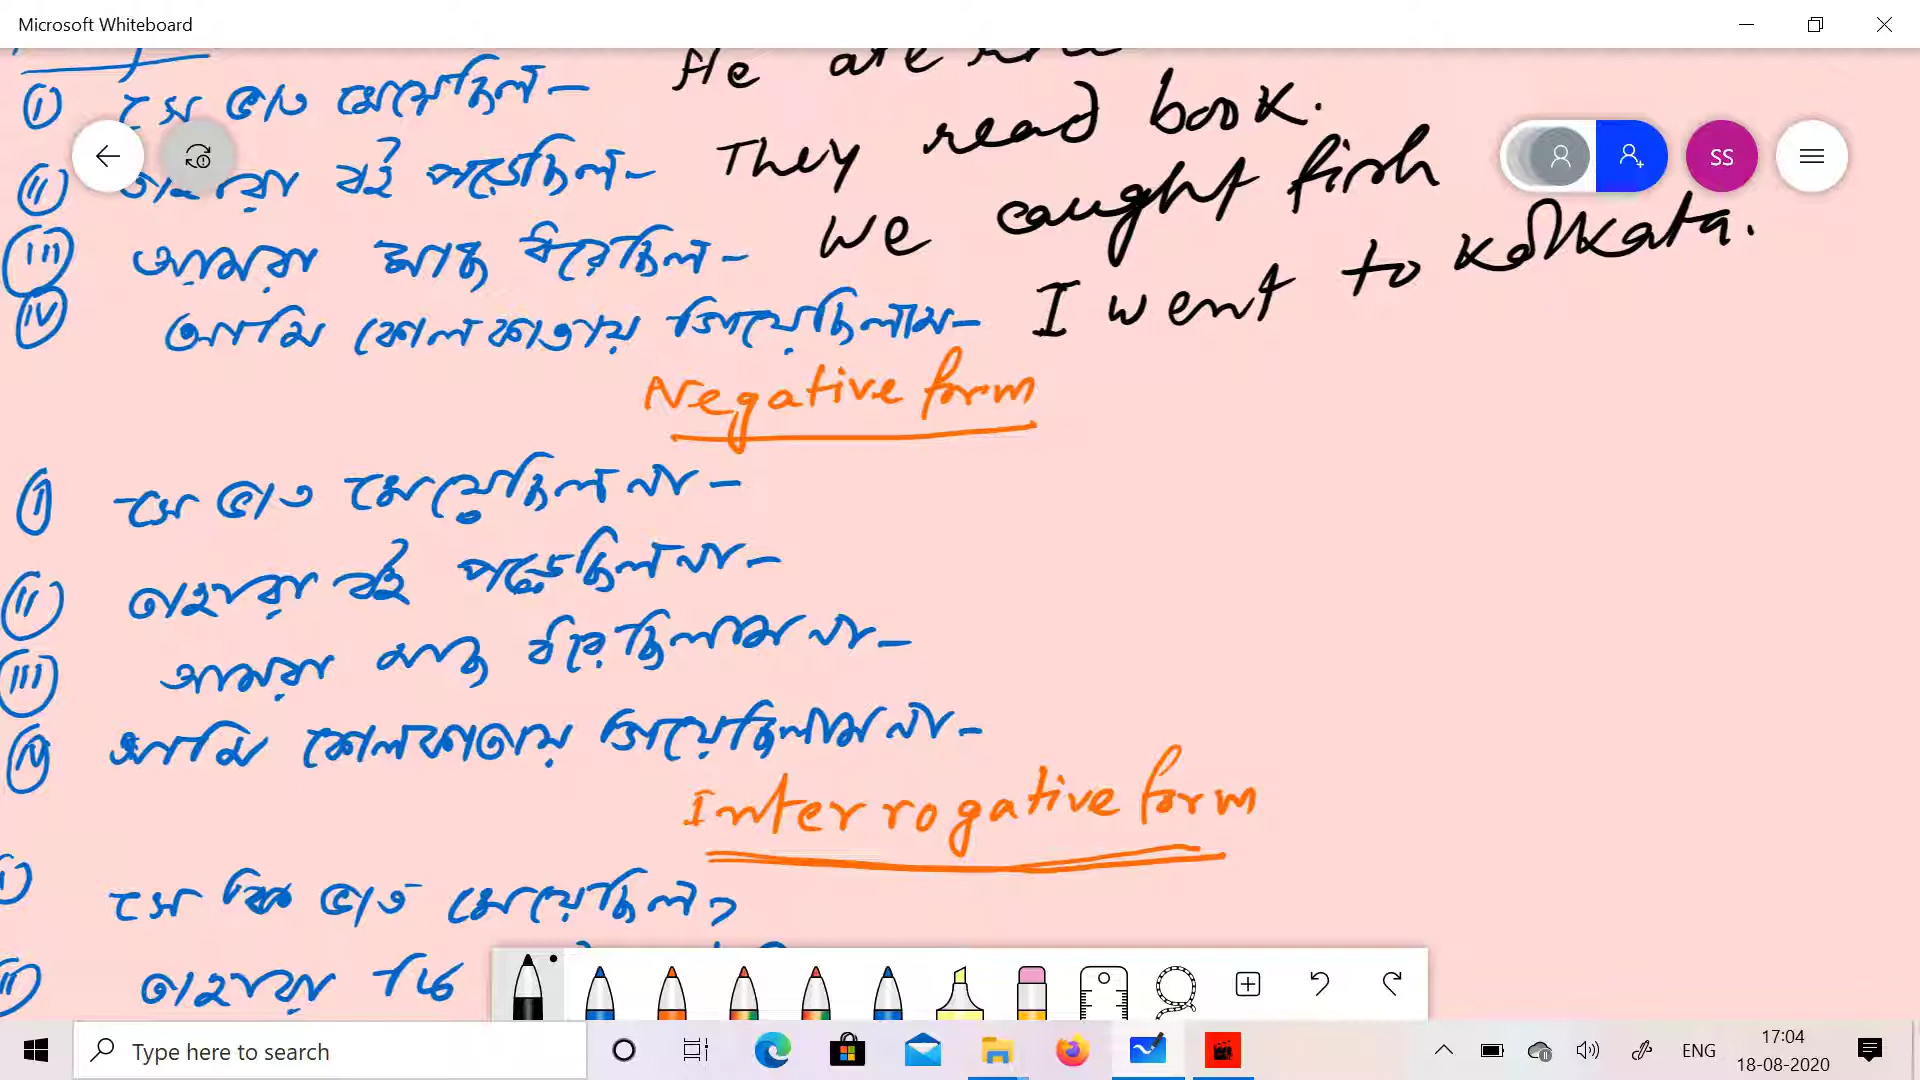 Microsoft Whiteboard
I সে ভাত খেয়েছিল – He ate rice
II তাহারা বই পড়েছিল – They read book.
III আমরা মাছ ধরেছিল – We caught fish
IV আমি কোলকাতায় গিয়েছিলাম – I went to Kolkata.
SS
Negative form
I সে ভাত খেয়েছিল না –
II তাহারা বই পড়েছিল না –
III আমরা মাছ ধরেছিলাম না –
IV আমি কোলকাতায় গিয়েছিলাম না –
Interrogative form
I সে কি ভাত খেয়েছিল?
II তাহারা কি
Type here to search
ENG
17:04
18-08-2020